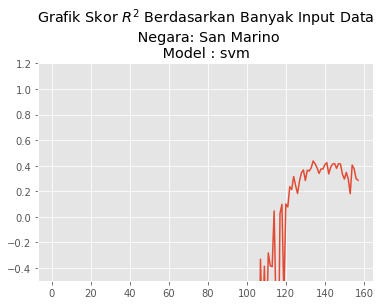 Grafik Skor R² Berdasarkan Banyak Input Data
Negara: San Marino
Model : svm
1.2
1.0
0.8
0.6
0.4
0.2
0.0
−0.2
−0.4
0 20 40 60 80 100 120 140 160